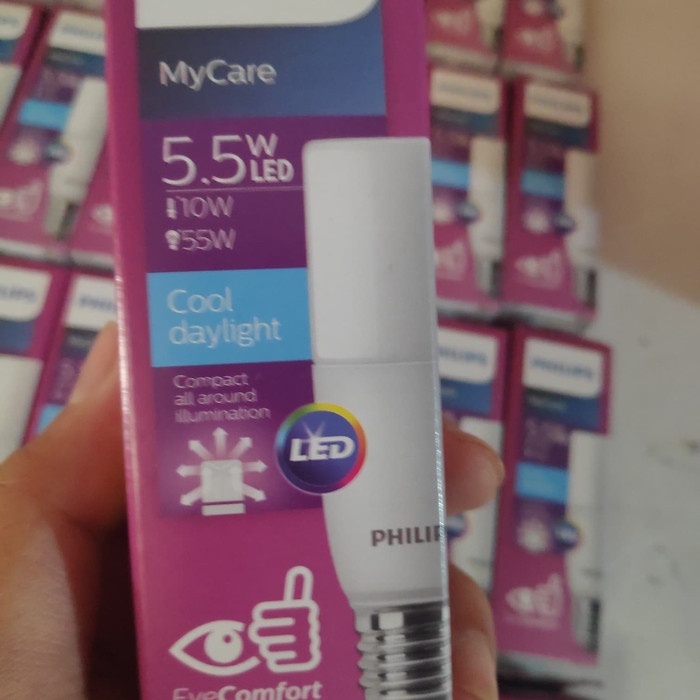 MyCare
5.5W
LED
10W
55W
Cool
daylight
Compact
all around
illumination
LED
PHILIP
EyeComfort